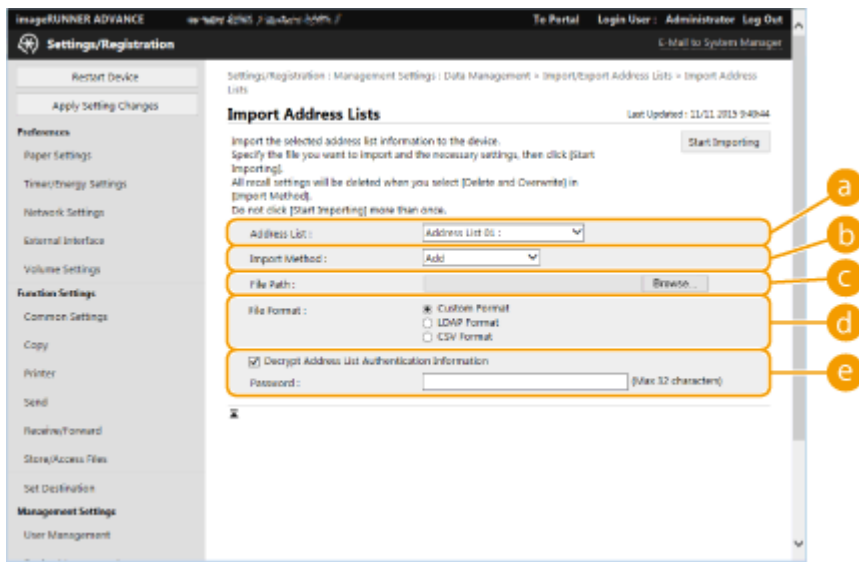 imageRUNNER ADVANCE
To Portal Login User : Administrator Log Out
Settings/Registration
E-Mail to System Manager
Restart Device
Apply Setting Changes
Preferences
Paper Settings
Timer/Energy Settings
Network Settings
External Interface
Volume Settings
Function Settings
Common Settings
Copy
Printer
Send
Receive/Forward
Store/Access Files
Set Destination
Management Settings
User Management
Settings/Registration : Management Settings : Data Management > Import/Export Address Lists > Import Address
Lists
Import Address Lists
Last Updated : 11/11 2015 9:40:44
Import the selected address list information to the device.
Specify the file you want to import and the necessary settings, then click [Start
Importing].
All recall settings will be deleted when you select [Delete and Overwrite] in
[Import Method].
Do not click [Start Importing] more than once.
Start Importing
Address List : Address List 01 :
a
Import Method : Add
b
File Path : Browse...
c
File Format : Custom Format
LDAP Format
CSV Format
d
Decrypt Address List Authentication Information
Password : (Max 32 characters)
e